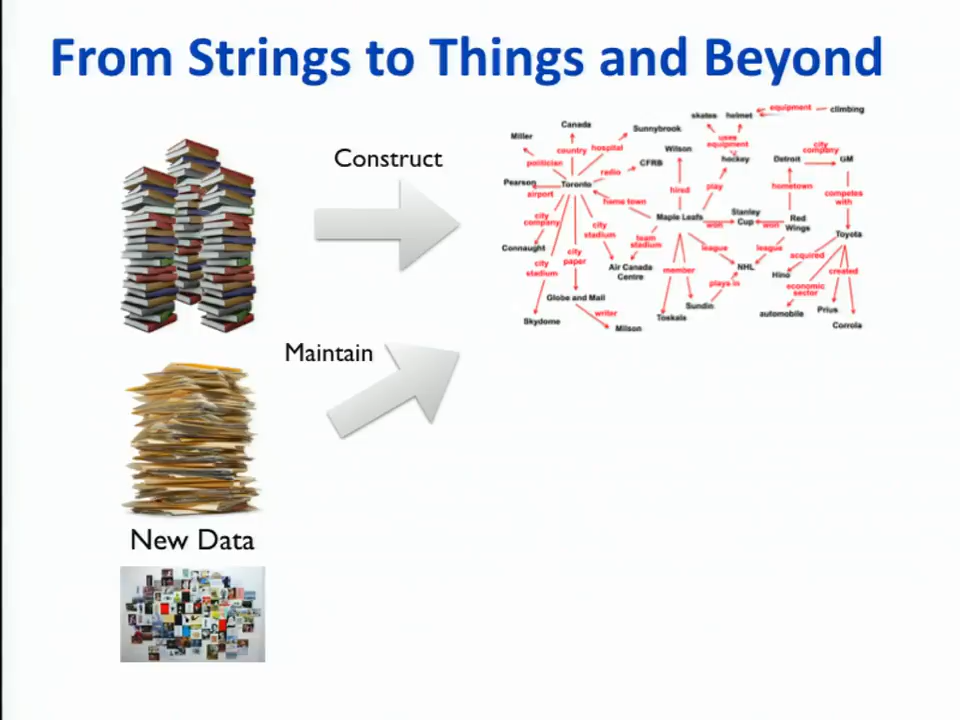 From Strings to Things and Beyond
Construct
Maintain
New Data
equipment
climbing
skates
helmet
uses
equipment
hockey
Canada
Miller
Sunnybrook
country
hospital
politician
Wilson
CFRB
radio
Detroit
city
company
GM
Pearson
airport
Toronto
hired
play
hometown
competes
with
home town
Maple Leafs
won
Stanley
Cup
won
Red
Wings
Toyota
city
company
city
stadium
team
stadium
league
league
acquired
Connaught
city
stadium
city
paper
Air Canada
Centre
member
NHL
Hino
created
plays in
economic
sector
Globe and Mail
Skydome
writer
Milson
Toskala
Sundin
automobile
Prius
Corrola